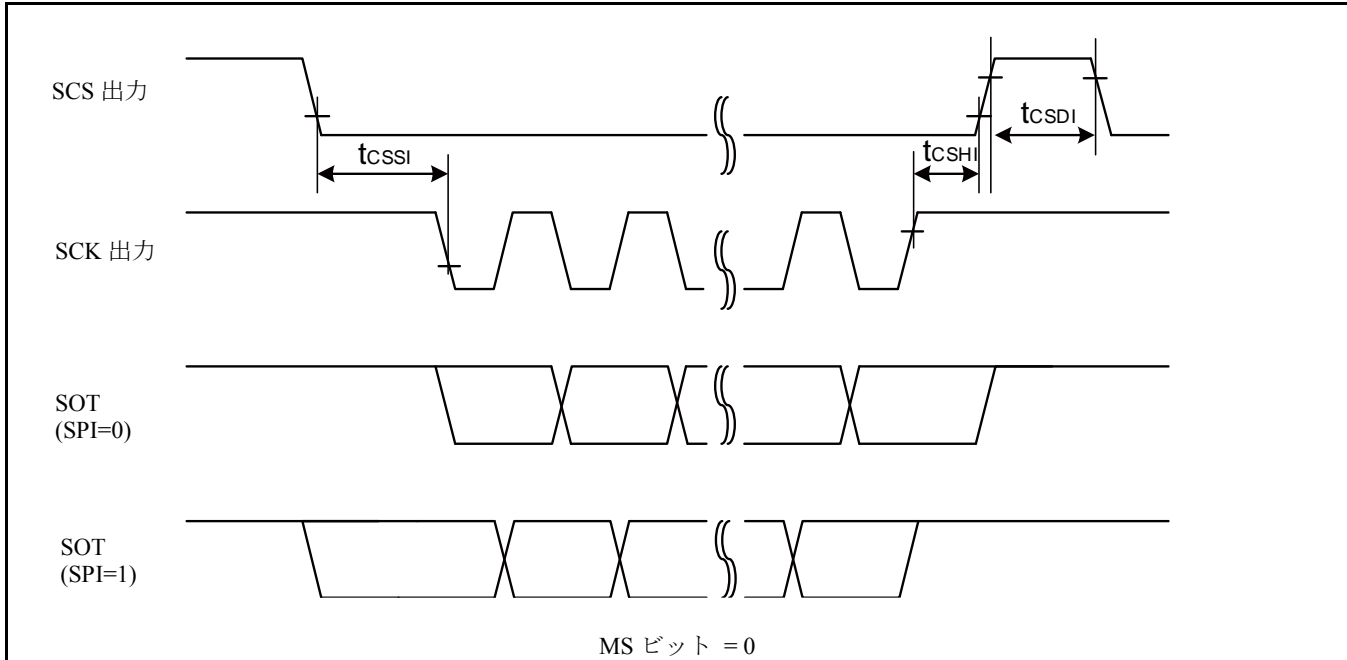 SCS 出力
tCSDI
tCSSI
tCSHI
SCK 出力
SOT
(SPI=0)
SOT
(SPI=1)
MS ビット = 0